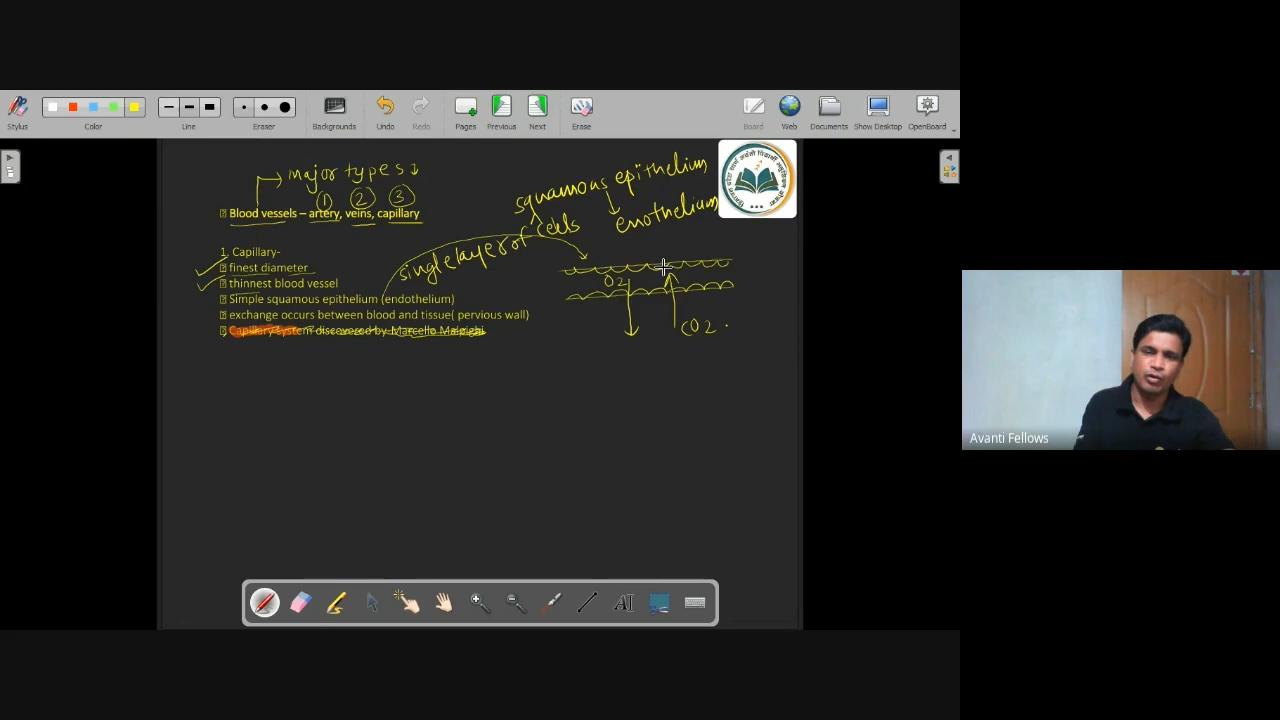 Stylus Color Line Eraser Backgrounds Undo Redo Pages Previous Next Erase Board Web Documents Show Desktop OpenBoard
major types
① ② ③
Blood vessels – artery, veins, capillary
squamous epithelium
enothelium
single layer of cells
1. Capillary-
finest diameter
thinnest blood vessel
Simple squamous epithelium (endothelium)
exchange occurs between blood and tissue( pervious wall)
Capillary system discovered by Marcello Malpighi
O2
CO2
Avanti Fellows